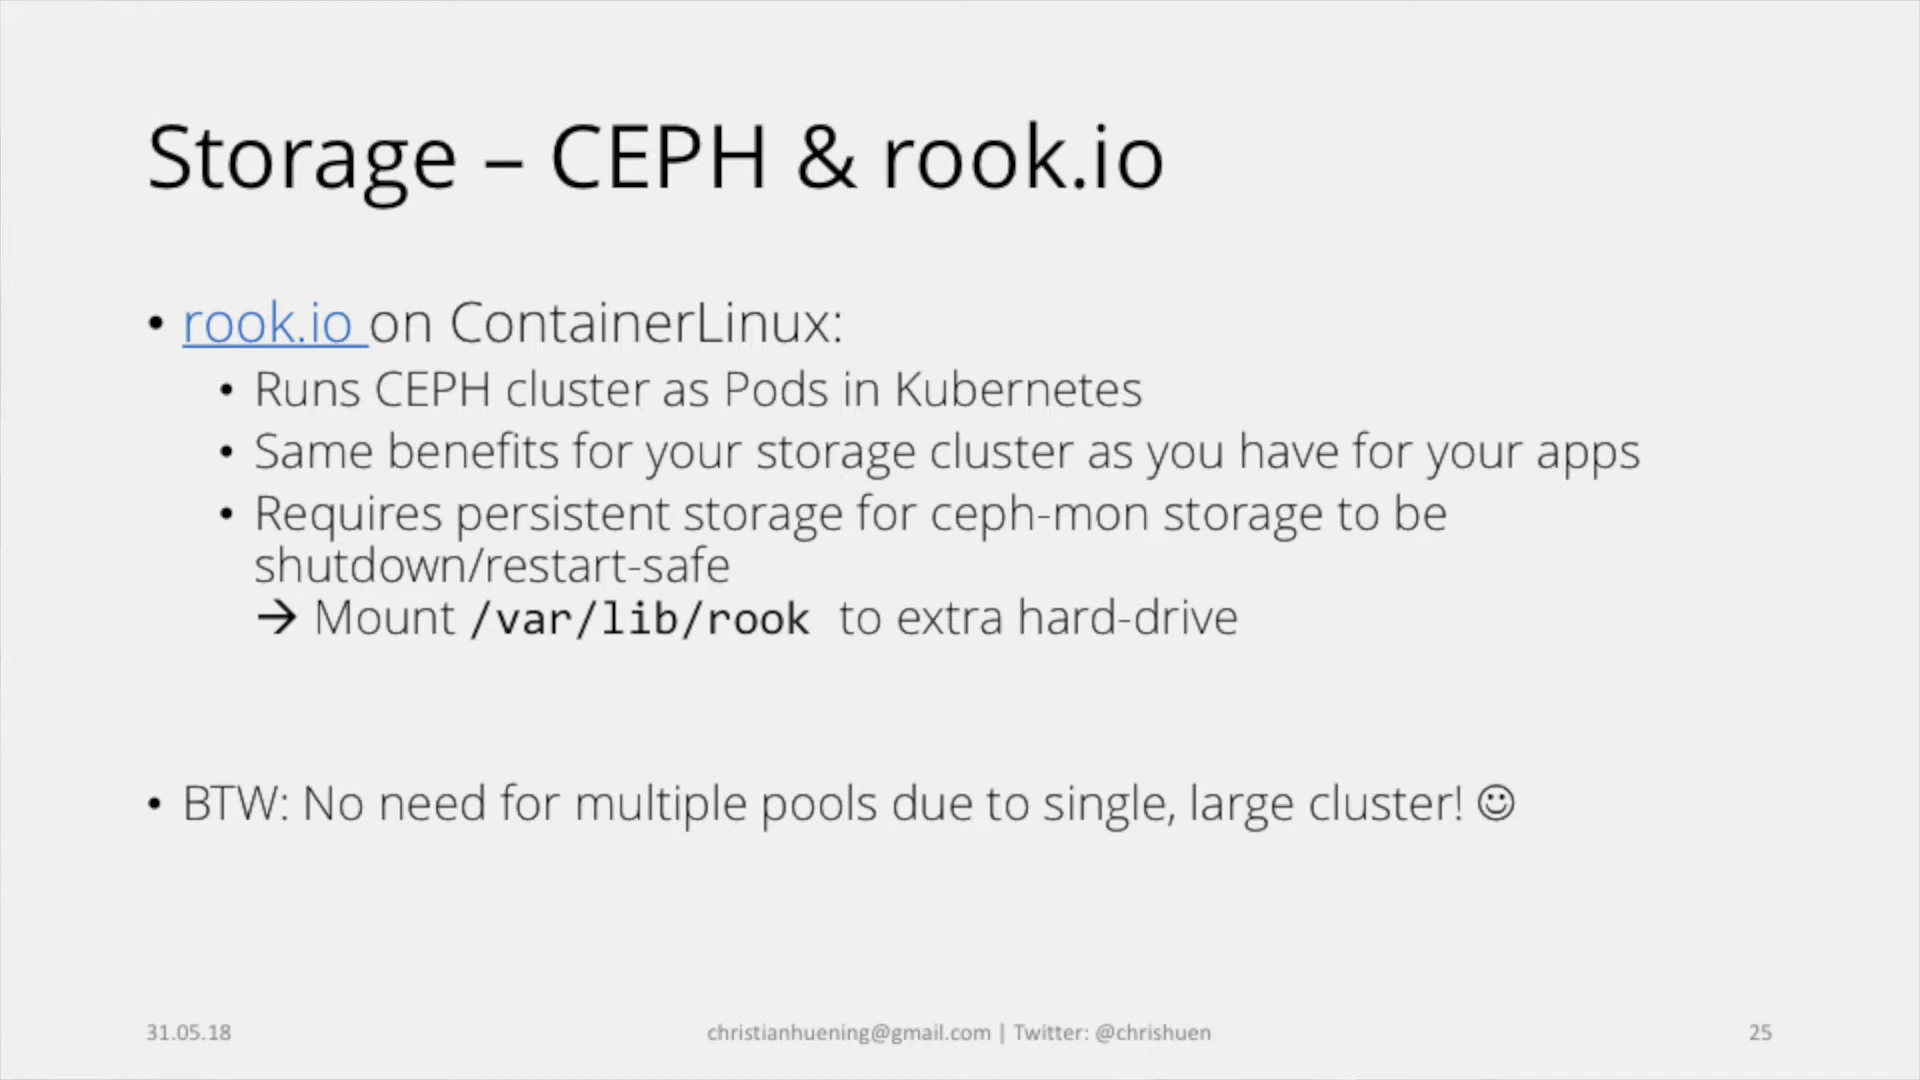 Storage – CEPH & rook.io
• rook.io on ContainerLinux:
• Runs CEPH cluster as Pods in Kubernetes
• Same benefits for your storage cluster as you have for your apps
• Requires persistent storage for ceph-mon storage to be
shutdown/restart-safe
→ Mount /var/lib/rook to extra hard-drive
• BTW: No need for multiple pools due to single, large cluster! ☺
31.05.18
christianhuening@gmail.com | Twitter: @chrishuen
25